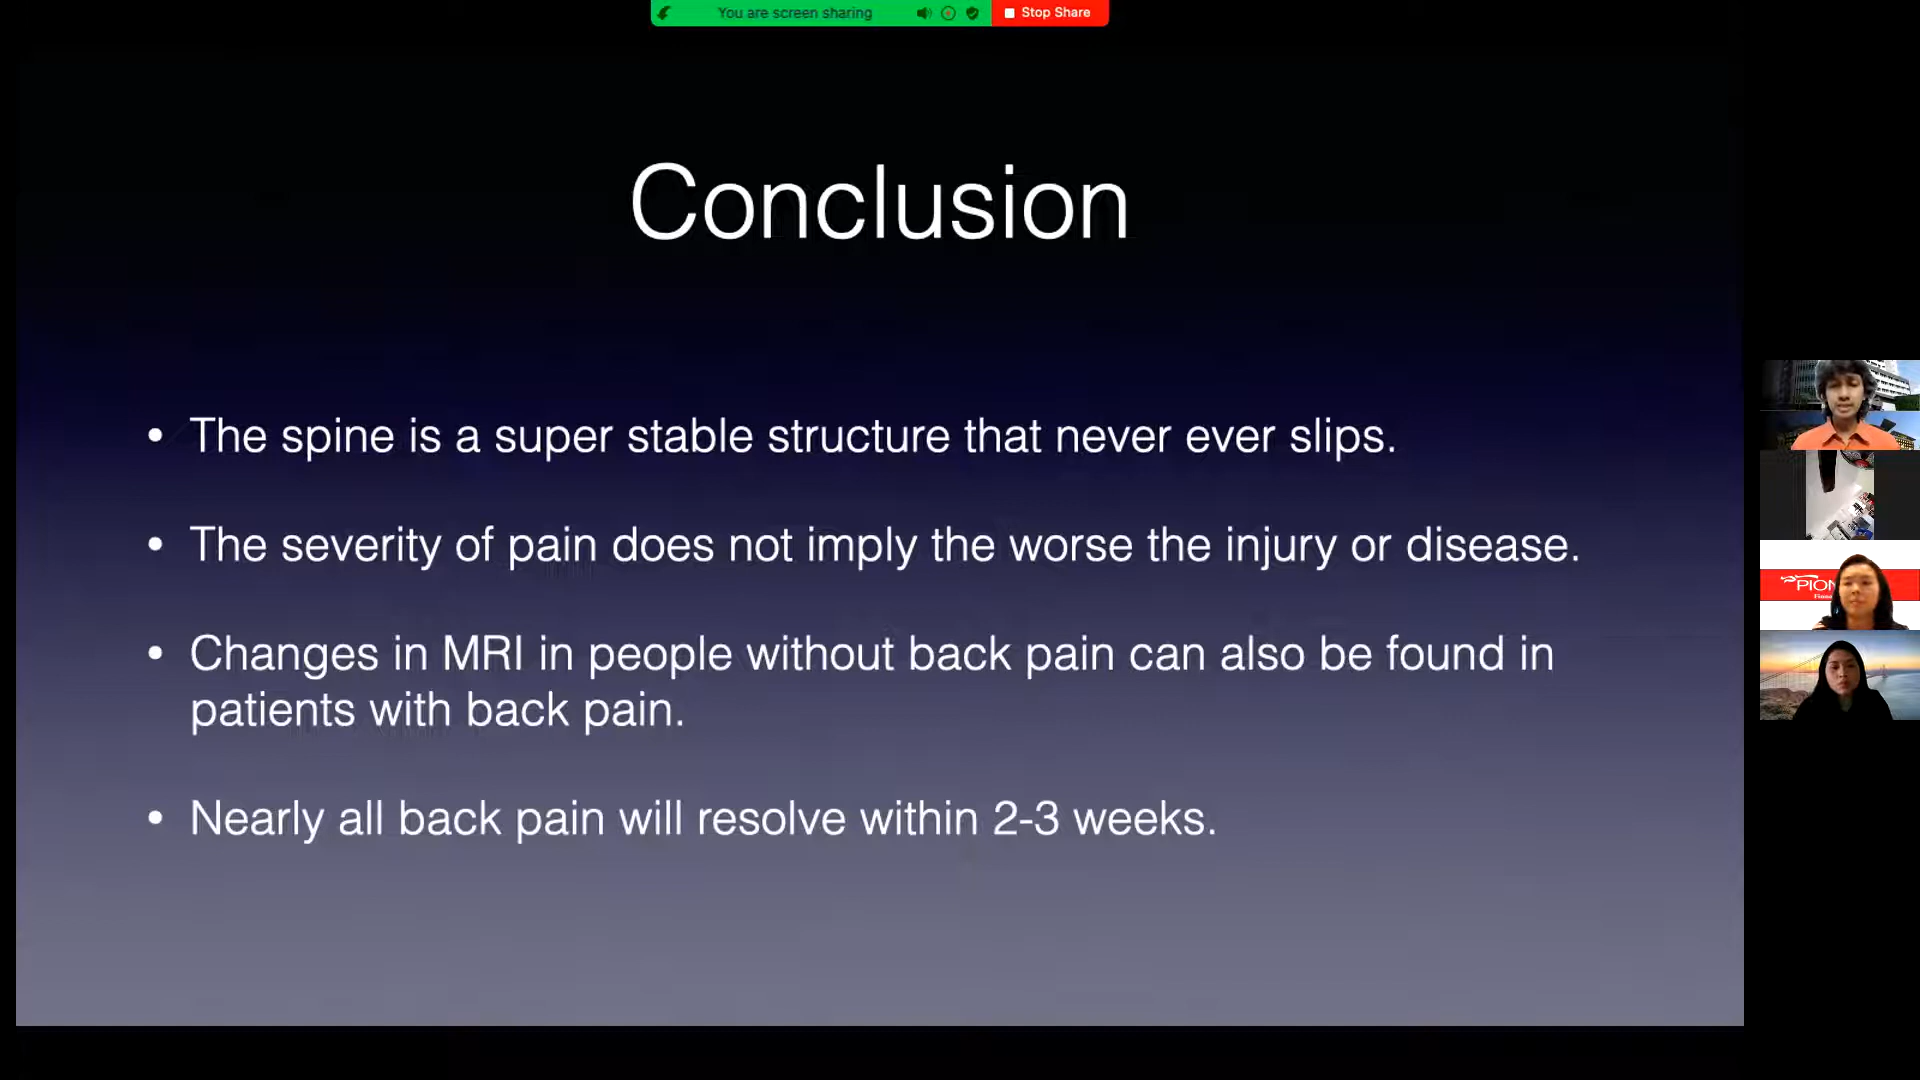 You are screen sharing
Stop Share
Conclusion
• The spine is a super stable structure that never ever slips.
• The severity of pain does not imply the worse the injury or disease.
• Changes in MRI in people without back pain can also be found in
patients with back pain.
• Nearly all back pain will resolve within 2-3 weeks.
PION